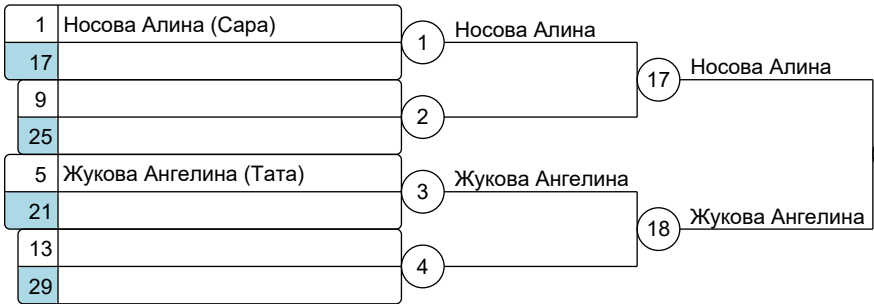 1 Носова Алина (Сара)
17
1 Носова Алина
9
25
2
17 Носова Алина
5 Жукова Ангелина (Тата)
21
3 Жукова Ангелина
13
29
4
18 Жукова Ангелина